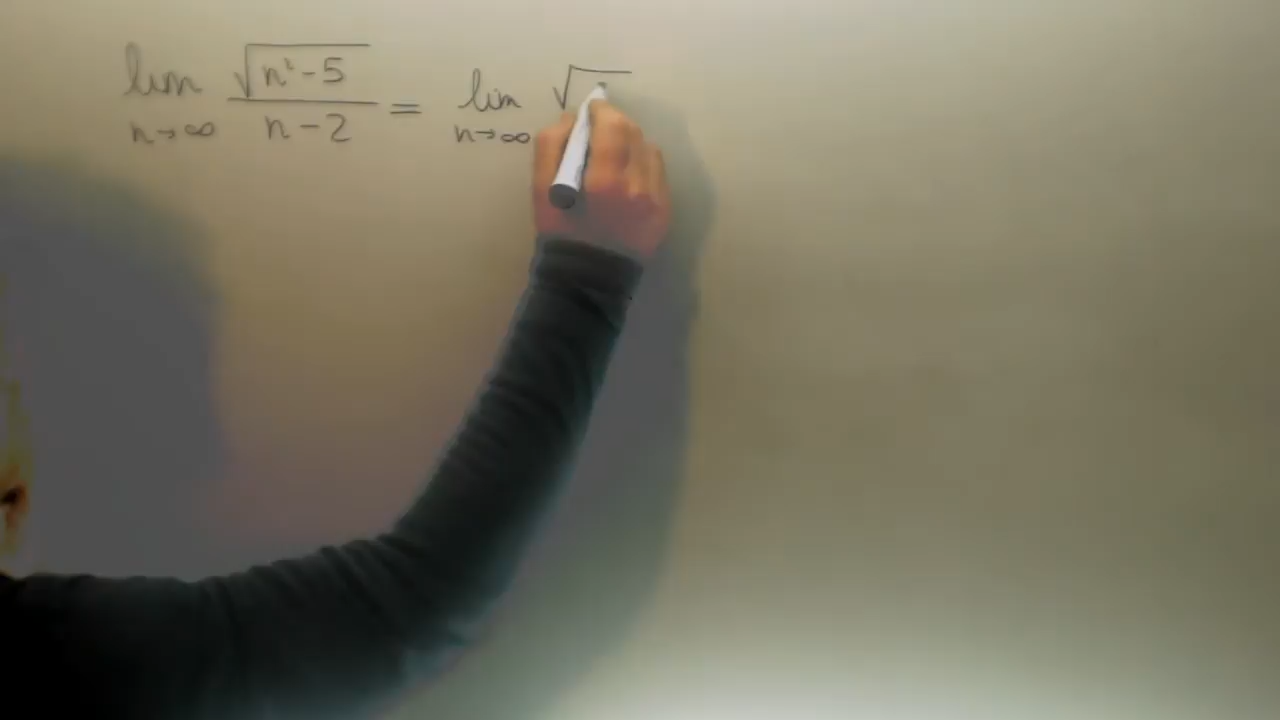 lim n→∞ √(n²-5) / (n-2) = lim n→∞ √